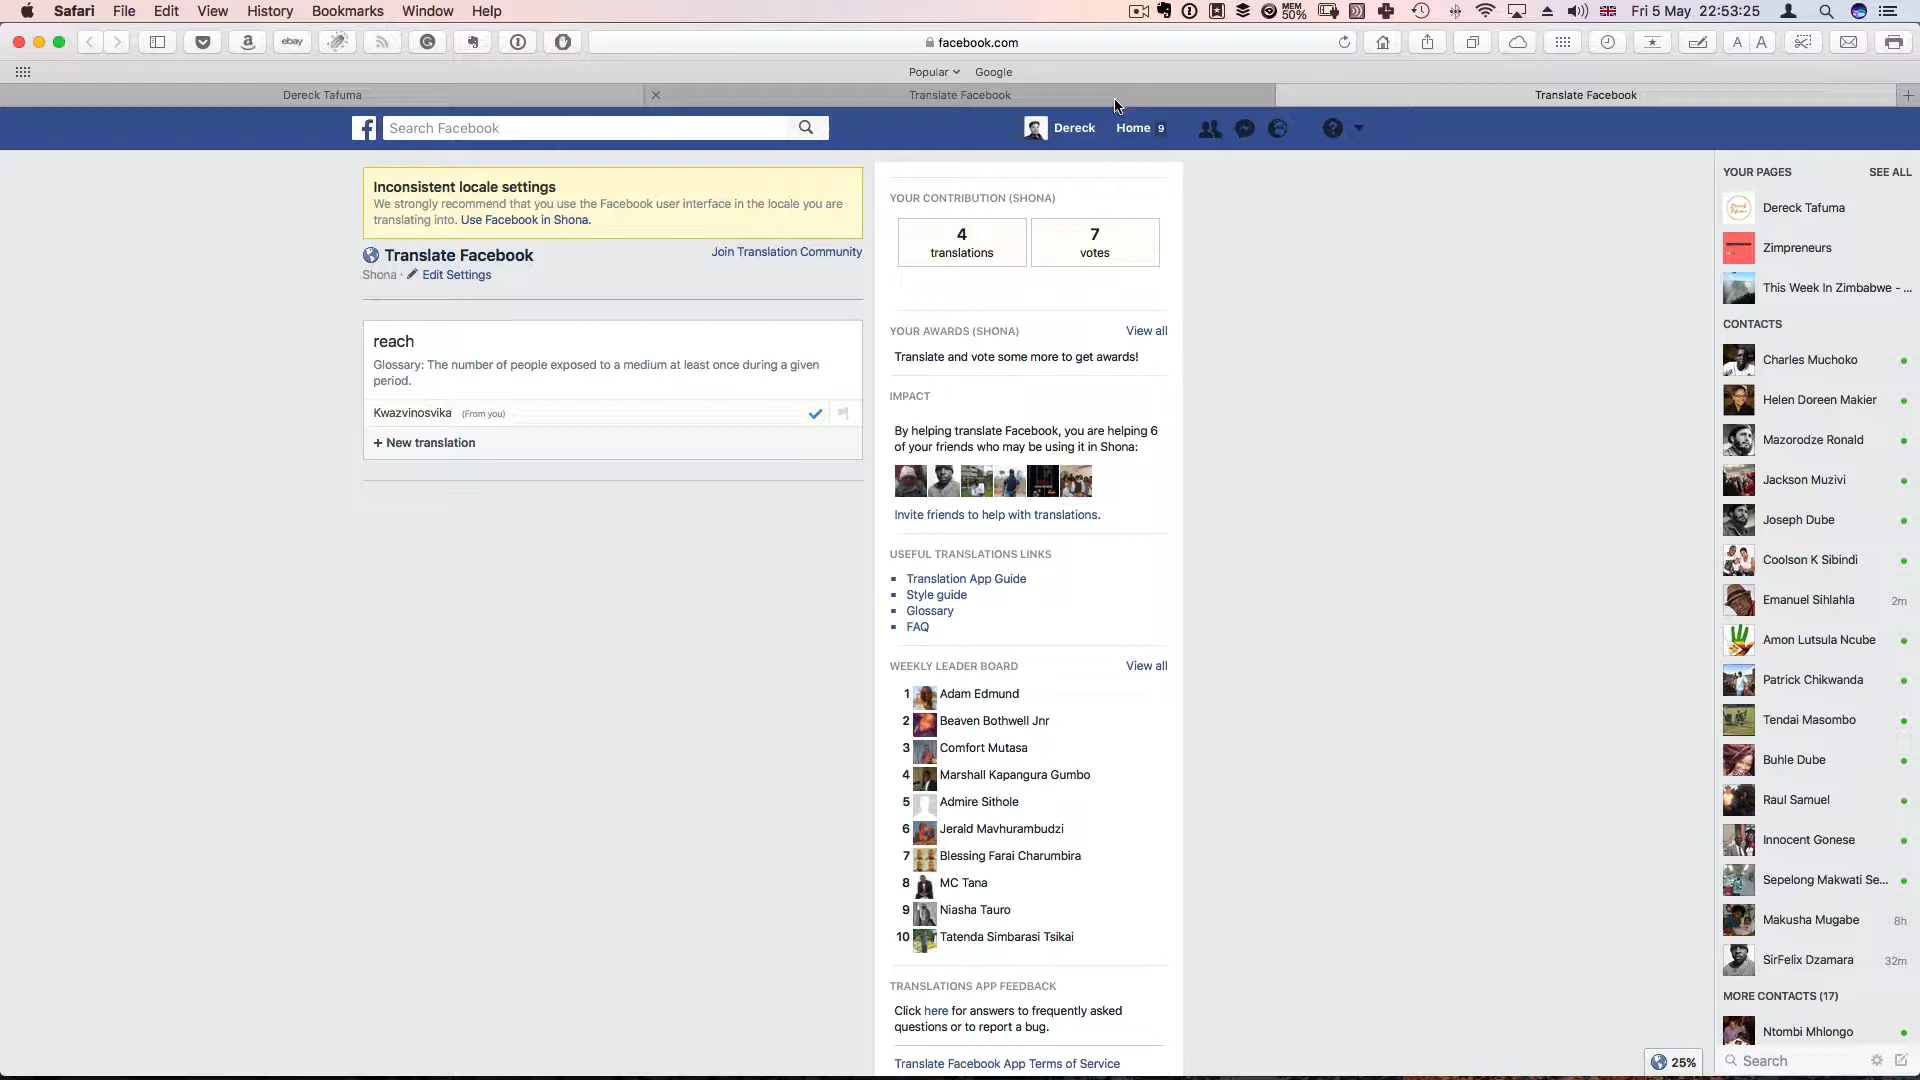 Safari File Edit View History Bookmarks Window Help
MEM 50% Fri 5 May 22:53:25
ebay facebook.com A A
Popular Google
Dereck Tafuma Translate Facebook Translate Facebook
Search Facebook
Dereck Home 9
Inconsistent locale settings
We strongly recommend that you use the Facebook user interface in the locale you are
translating into. Use Facebook in Shona.
Translate Facebook
Join Translation Community
Shona · Edit Settings
reach
Glossary: The number of people exposed to a medium at least once during a given
period.
Kwazvinosvika (From you)
+ New translation
YOUR CONTRIBUTION (SHONA)
4 7
translations votes
YOUR AWARDS (SHONA) View all
Translate and vote some more to get awards!
IMPACT
By helping translate Facebook, you are helping 6
of your friends who may be using it in Shona:
Invite friends to help with translations.
USEFUL TRANSLATIONS LINKS
Translation App Guide
Style guide
Glossary
FAQ
WEEKLY LEADER BOARD View all
1 Adam Edmund
2 Beaven Bothwell Jnr
3 Comfort Mutasa
4 Marshall Kapangura Gumbo
5 Admire Sithole
6 Jerald Mavhurambudzi
7 Blessing Farai Charumbira
8 MC Tana
9 Niasha Tauro
10 Tatenda Simbarasi Tsikai
TRANSLATIONS APP FEEDBACK
Click here for answers to frequently asked
questions or to report a bug.
Translate Facebook App Terms of Service
YOUR PAGES SEE ALL
Dereck Tafuma
Zimpreneurs
This Week In Zimbabwe - ...
CONTACTS
Charles Muchoko
Helen Doreen Makier
Mazorodze Ronald
Jackson Muzivi
Joseph Dube
Coolson K Sibindi
Emanuel Sihlahla 2m
Amon Lutsula Ncube
Patrick Chikwanda
Tendai Masombo
Buhle Dube
Raul Samuel
Innocent Gonese
Sepelong Makwati Se...
Makusha Mugabe 8h
SirFelix Dzamara 32m
MORE CONTACTS (17)
Ntombi Mhlongo
25% Search